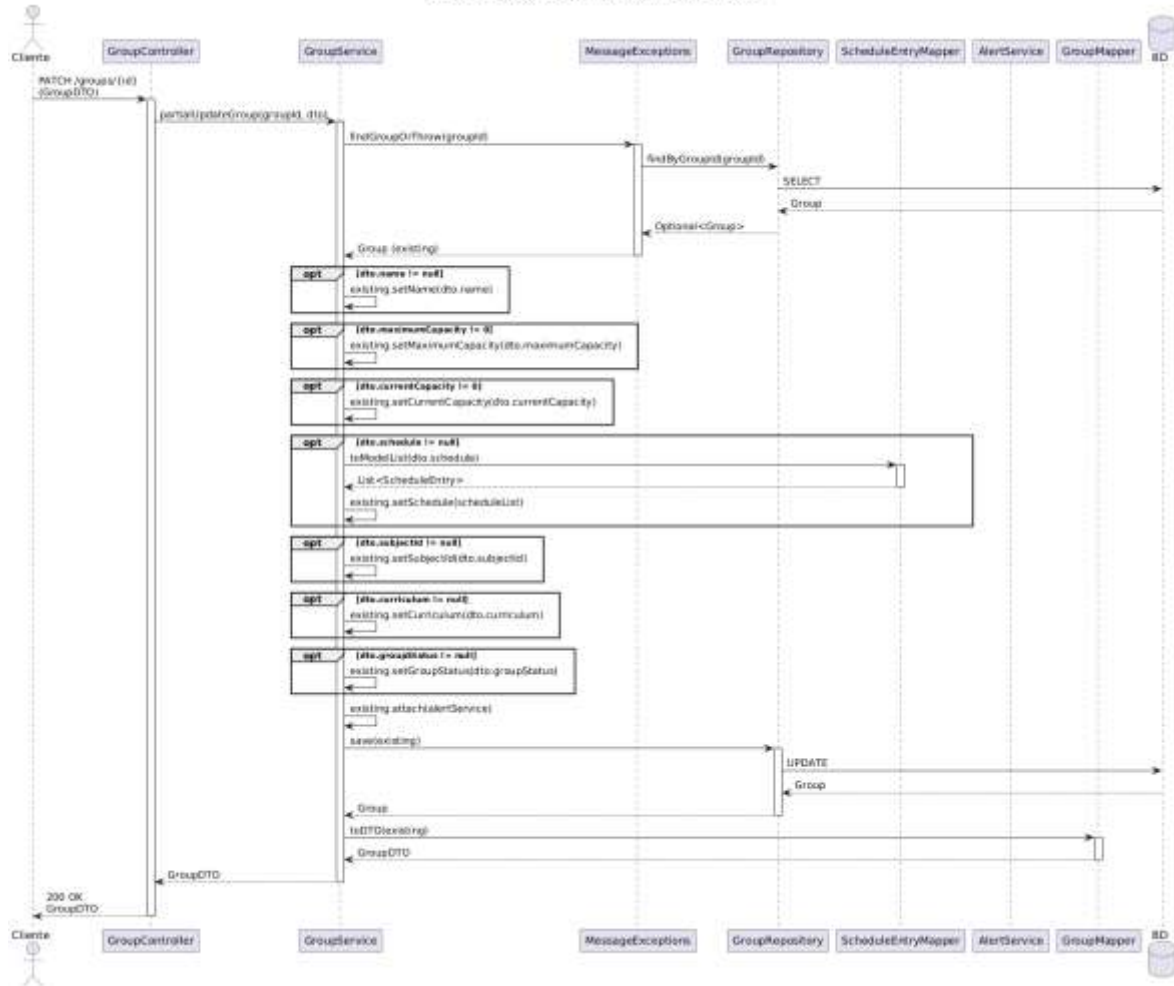 Cliente
GroupController
GroupService
MessageExceptions
GroupRepository
ScheduleEntryMapper
AlertService
GroupMapper
BD
PATCH /groups/{id}
(GroupDTO)
partialUpdateGroup(groupId, dto)
findGroupOrThrow(groupId)
findByGroupId(groupId)
SELECT
Group
Optional<Group>
Group (existing)
opt [dto.name != null]
existing.setName(dto.name)
opt [dto.maximumCapacity != 0]
existing.setMaximumCapacity(dto.maximumCapacity)
opt [dto.currentCapacity != 0]
existing.setCurrentCapacity(dto.currentCapacity)
opt [dto.schedule != null]
toModelList(dto.schedule)
List<ScheduleEntry>
existing.setSchedule(scheduleList)
opt [dto.subjectId != null]
existing.setSubjectId(dto.subjectId)
opt [dto.curriculum != null]
existing.setCurriculum(dto.curriculum)
opt [dto.groupStatus != null]
existing.setGroupStatus(dto.groupStatus)
existing.attach(alertService)
save(existing)
UPDATE
Group
Group
toDTO(existing)
GroupDTO
GroupDTO
200 OK
GroupDTO
Cliente
GroupController
GroupService
MessageExceptions
GroupRepository
ScheduleEntryMapper
AlertService
GroupMapper
BD